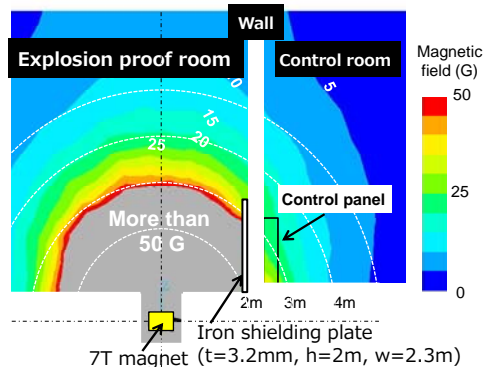 Wall
Explosion proof room
Control room
Magnetic
field (G)
50
25
0
10
15
20
25
5
More than
50 G
Control panel
2m
3m
4m
Iron shielding plate
(t=3.2mm, h=2m, w=2.3m)
7T magnet